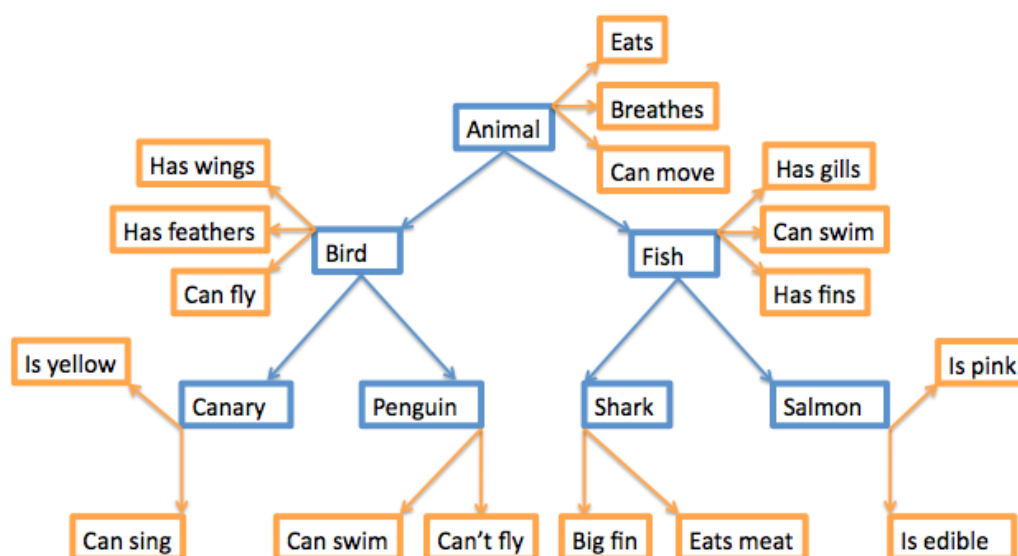 Eats
Breathes
Animal
Can move
Has wings
Has gills
Has feathers
Can swim
Bird
Fish
Can fly
Has fins
Is yellow
Is pink
Canary
Penguin
Shark
Salmon
Can sing
Can swim
Can't fly
Big fin
Eats meat
Is edible